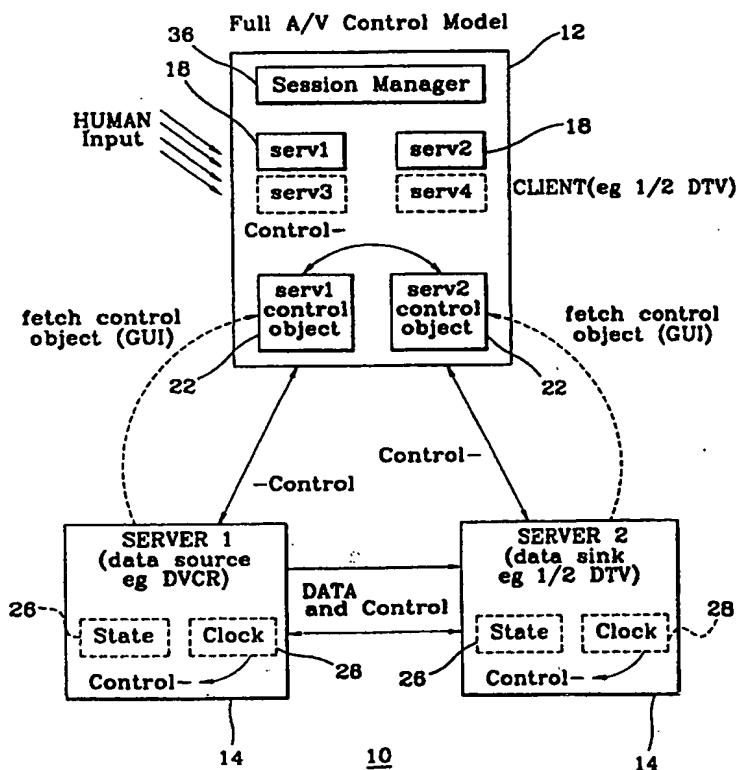 Full A/V Control Model
36
12
Session Manager
18
HUMAN
Input
serv1
serv2
18
serv3
serv4
CLIENT(eg 1/2 DTV)
Control-
serv1
control
object
serv2
control
object
fetch control
object (GUI)
fetch control
object (GUI)
22
22
-Control
Control-
SERVER 1
(data source
eg DVCR)
SERVER 2
(data sink
eg 1/2 DTV)
DATA
and Control
26
State
Clock
28
Control-
State
Clock
28
26
Control-
14
10
14